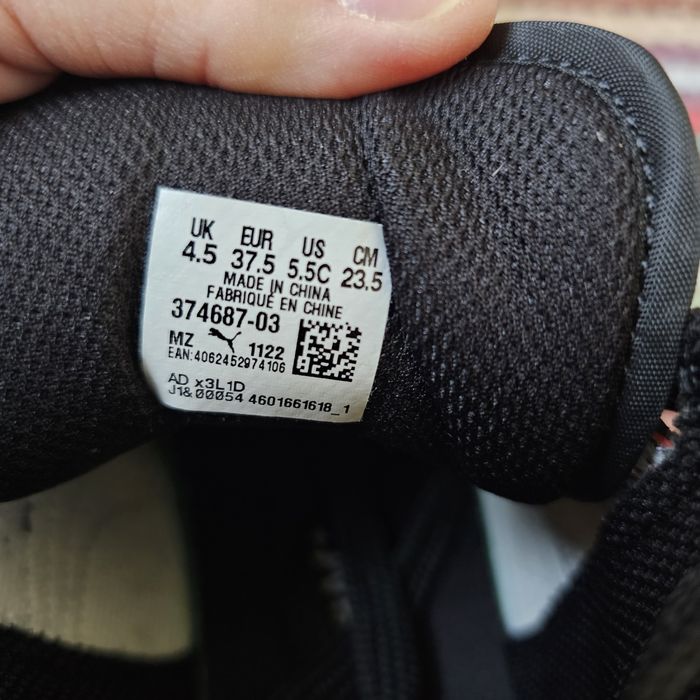 UK EUR US CM
4.5 37.5 5.5C 23.5
MADE IN CHINA
FABRIQUÉ EN CHINE
374687-03
MZ 1122
EAN:4062452974106
AD x3L1D
J1&00054 4601661618_1